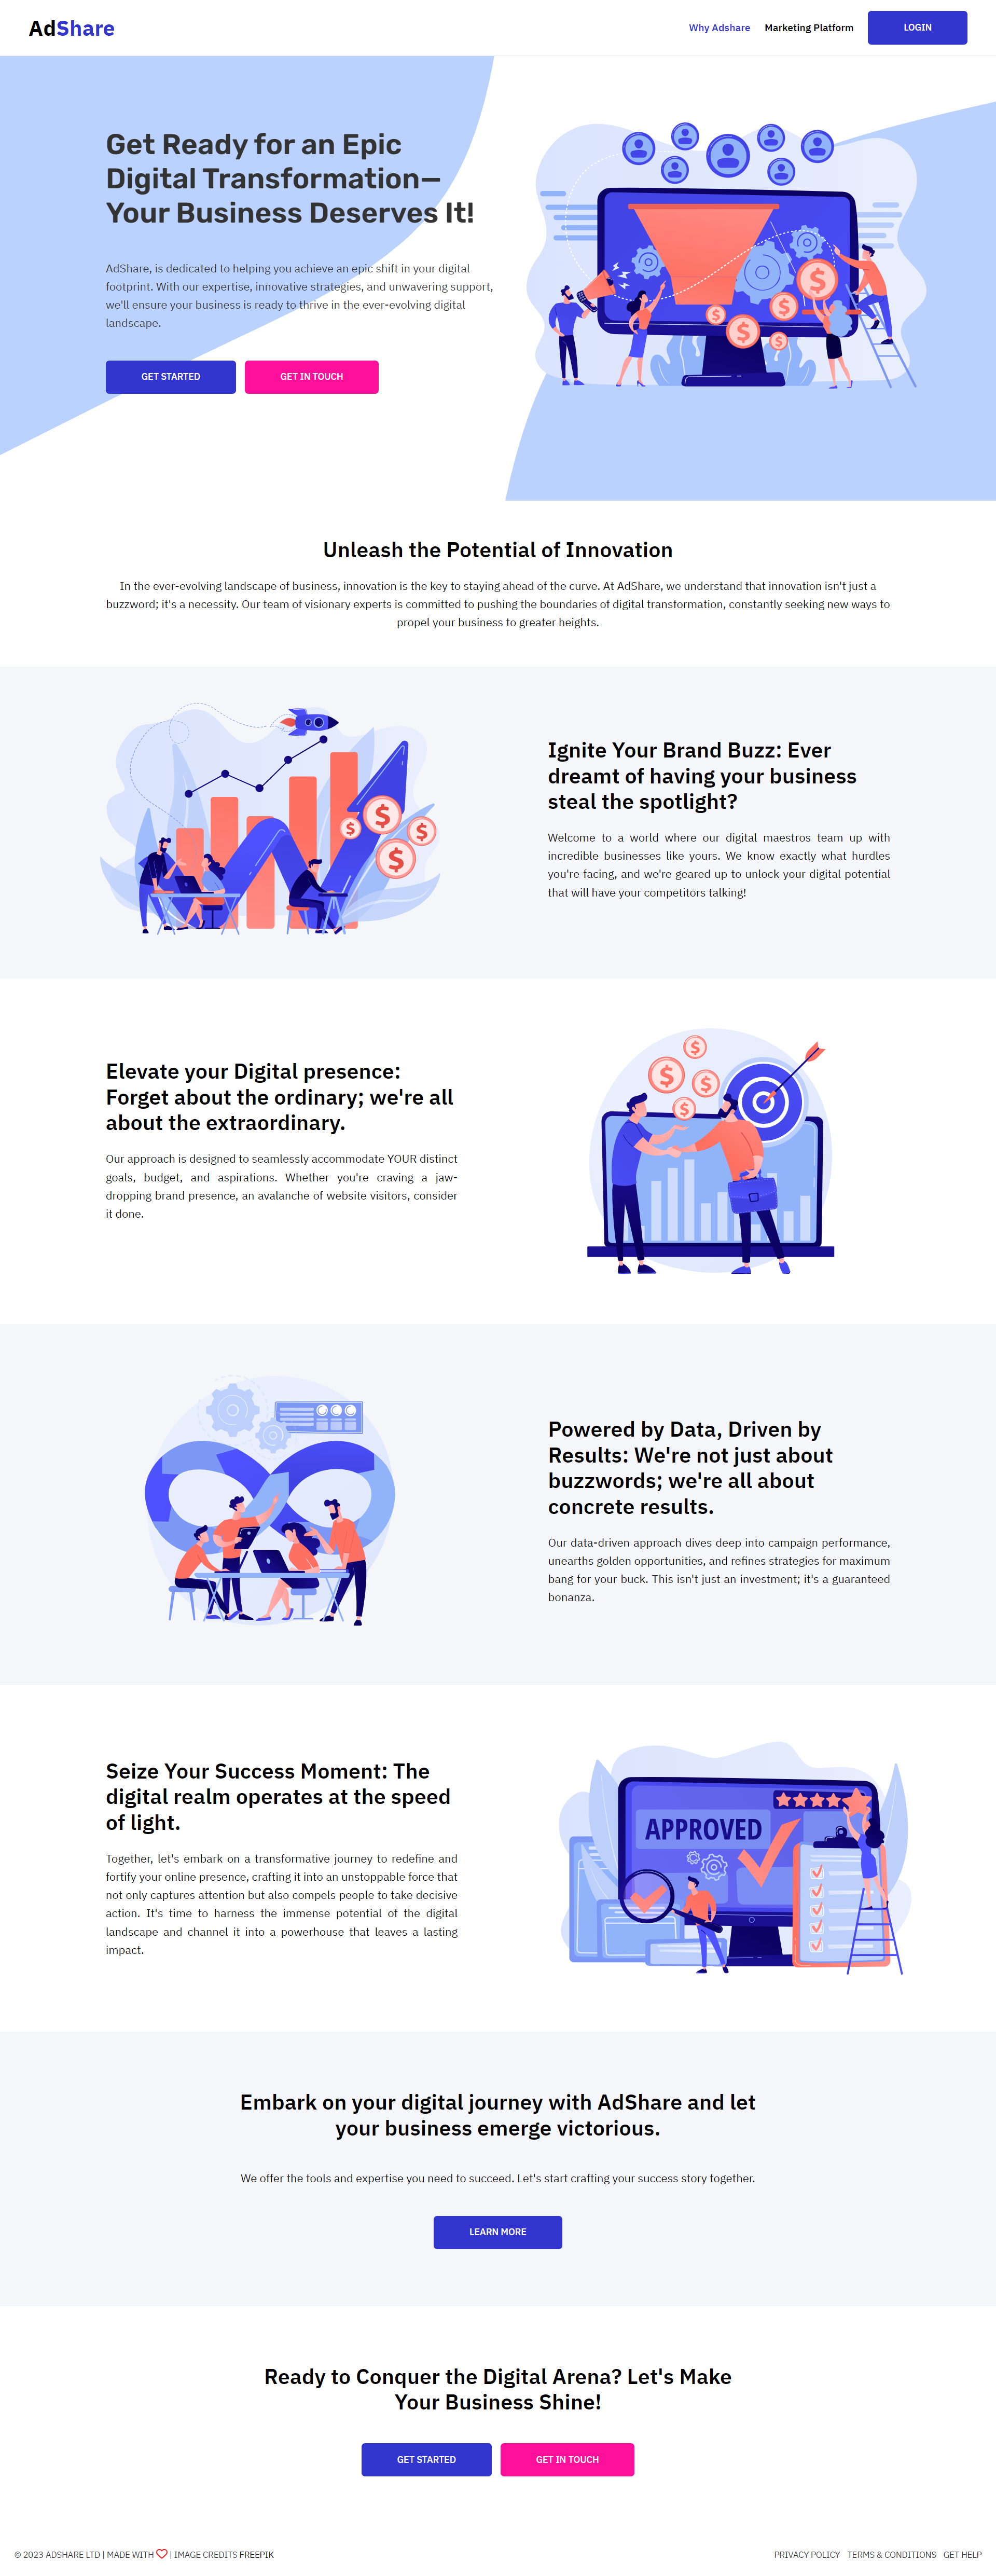 AdShare
Why Adshare Marketing Platform LOGIN
Get Ready for an Epic
Digital Transformation—
Your Business Deserves It!
AdShare, is dedicated to helping you achieve an epic shift in your digital
footprint. With our expertise, innovative strategies, and unwavering support,
we'll ensure your business is ready to thrive in the ever-evolving digital
landscape.
GET STARTED GET IN TOUCH
Unleash the Potential of Innovation
In the ever-evolving landscape of business, innovation is the key to staying ahead of the curve. At AdShare, we understand that innovation isn't just a
buzzword; it's a necessity. Our team of visionary experts is committed to pushing the boundaries of digital transformation, constantly seeking new ways to
propel your business to greater heights.
Ignite Your Brand Buzz: Ever
dreamt of having your business
steal the spotlight?
Welcome to a world where our digital maestros team up with
incredible businesses like yours. We know exactly what hurdles
you're facing, and we're geared up to unlock your digital potential
that will have your competitors talking!
Elevate your Digital presence:
Forget about the ordinary; we're all
about the extraordinary.
Our approach is designed to seamlessly accommodate YOUR distinct
goals, budget, and aspirations. Whether you're craving a jaw-
dropping brand presence, an avalanche of website visitors, consider
it done.
Powered by Data, Driven by
Results: We're not just about
buzzwords; we're all about
concrete results.
Our data-driven approach dives deep into campaign performance,
unearths golden opportunities, and refines strategies for maximum
bang for your buck. This isn't just an investment; it's a guaranteed
bonanza.
Seize Your Success Moment: The
digital realm operates at the speed
of light.
Together, let's embark on a transformative journey to redefine and
fortify your online presence, crafting it into an unstoppable force that
not only captures attention but also compels people to take decisive
action. It's time to harness the immense potential of the digital
landscape and channel it into a powerhouse that leaves a lasting
impact.
APPROVED
Embark on your digital journey with AdShare and let
your business emerge victorious.
We offer the tools and expertise you need to succeed. Let's start crafting your success story together.
LEARN MORE
Ready to Conquer the Digital Arena? Let's Make
Your Business Shine!
GET STARTED GET IN TOUCH
© 2023 ADSHARE LTD | MADE WITH | IMAGE CREDITS FREEPIK
PRIVACY POLICY TERMS & CONDITIONS GET HELP